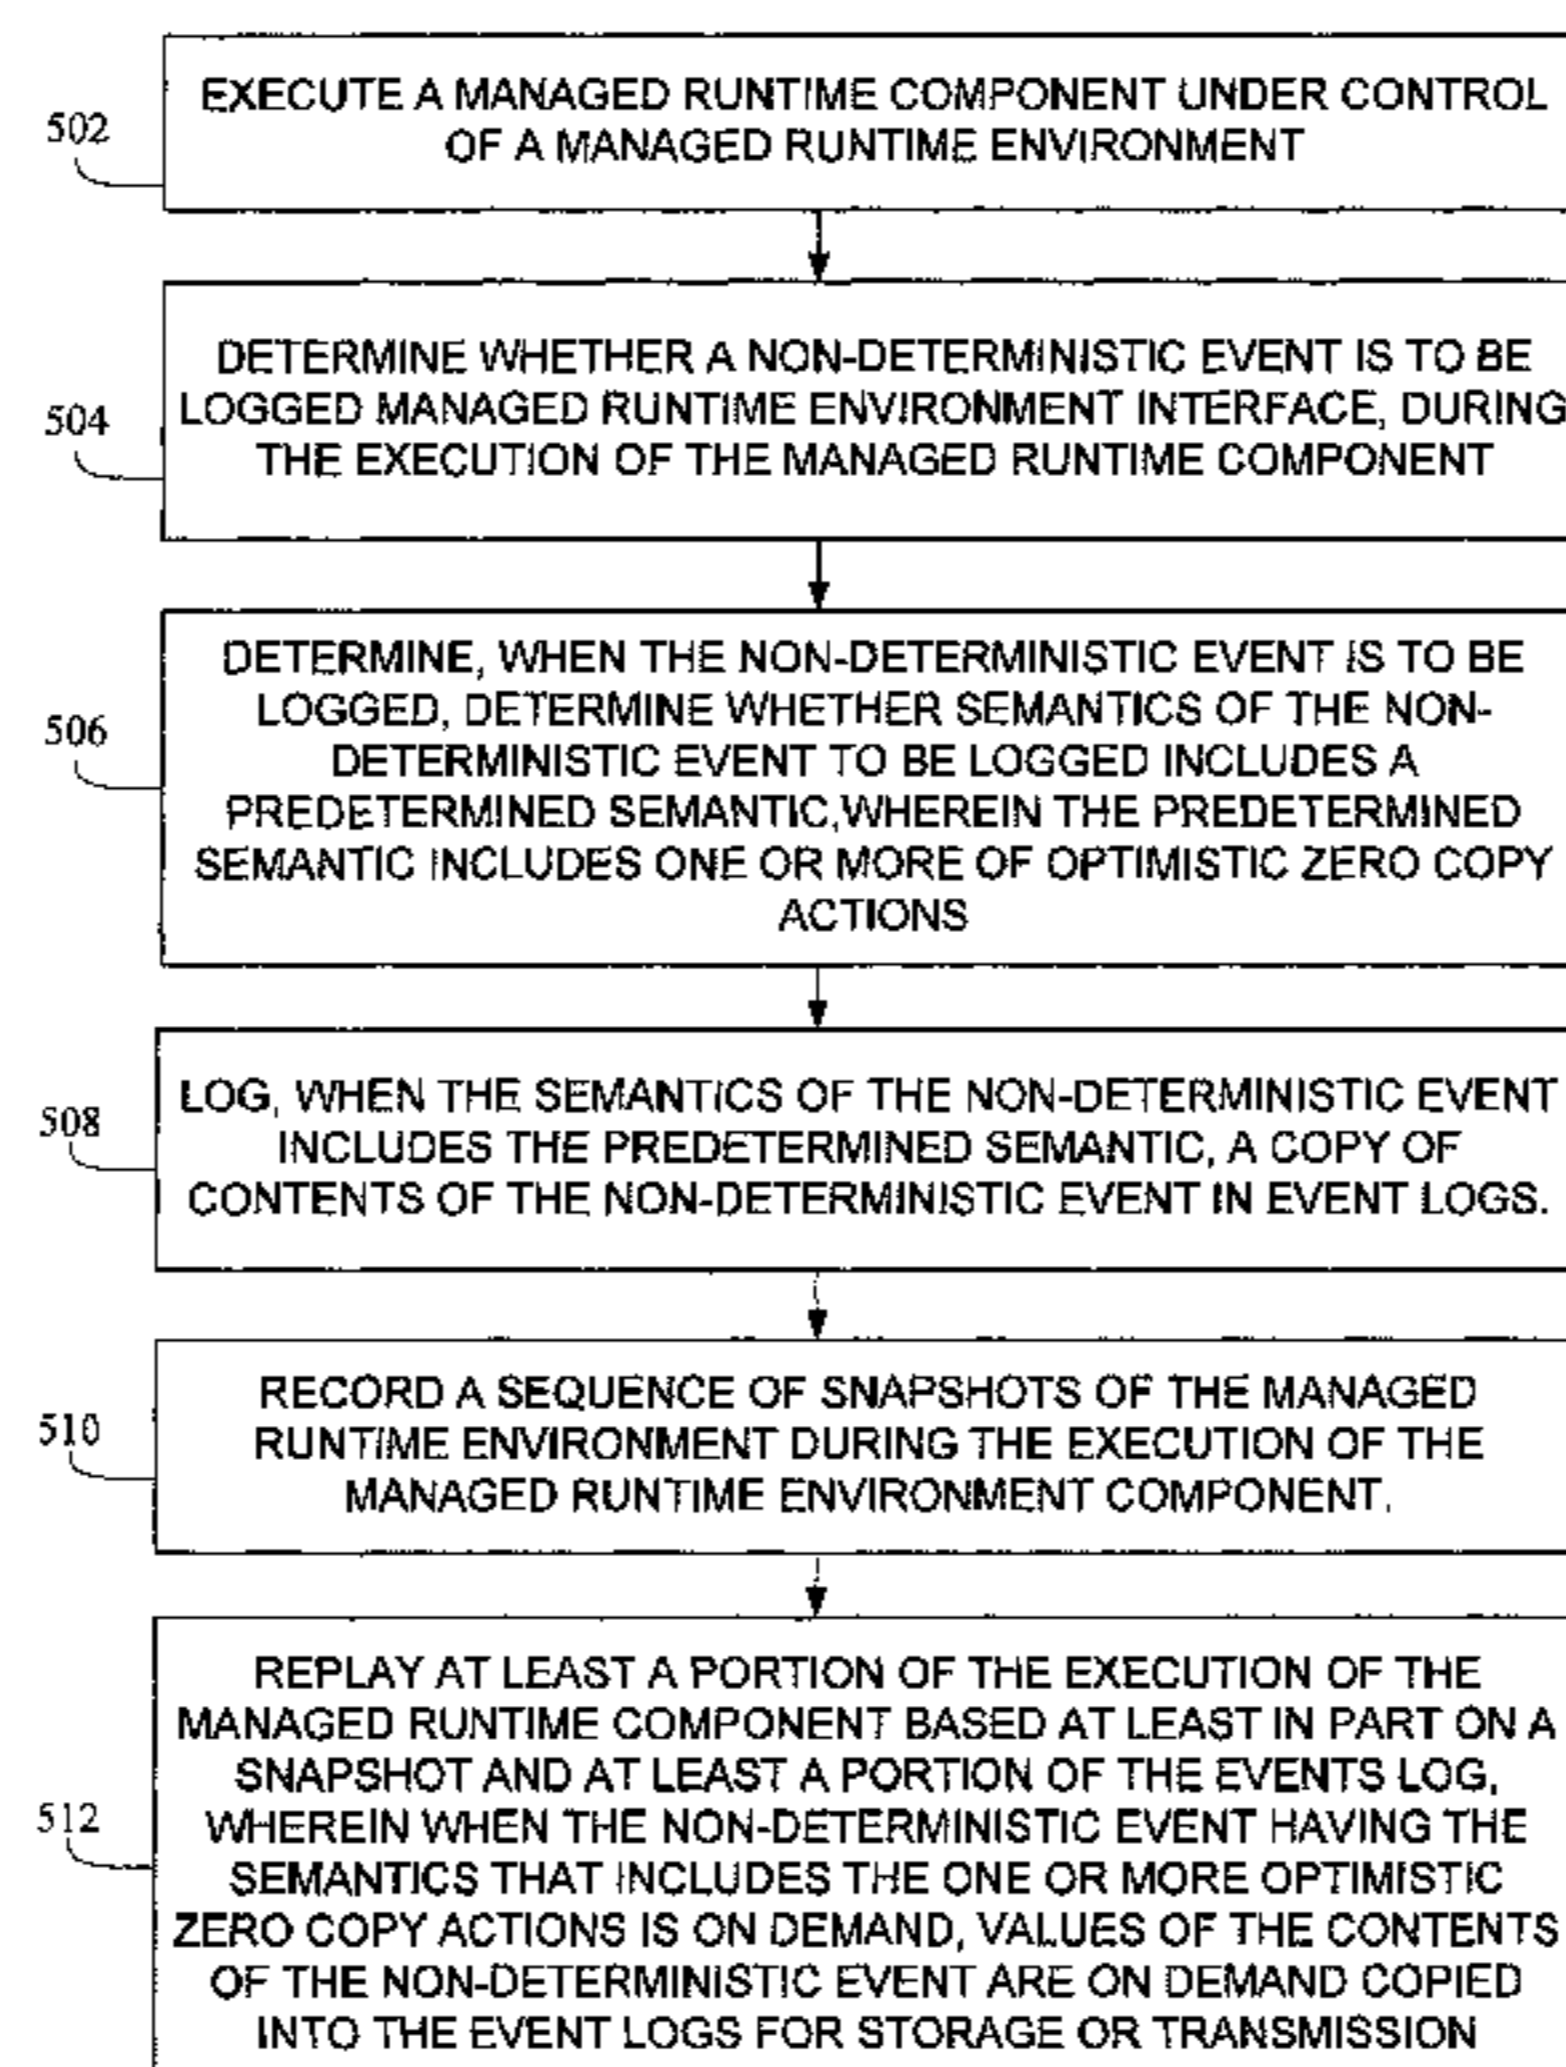 502
EXECUTE A MANAGED RUNTIME COMPONENT UNDER CONTROL
OF A MANAGED RUNTIME ENVIRONMENT
504
DETERMINE WHETHER A NON-DETERMINISTIC EVENT IS TO BE
LOGGED MANAGED RUNTIME ENVIRONMENT INTERFACE, DURING
THE EXECUTION OF THE MANAGED RUNTIME COMPONENT
506
DETERMINE, WHEN THE NON-DETERMINISTIC EVENT IS TO BE
LOGGED, DETERMINE WHETHER SEMANTICS OF THE NON-
DETERMINISTIC EVENT TO BE LOGGED INCLUDES A
PREDETERMINED SEMANTIC,WHEREIN THE PREDETERMINED
SEMANTIC INCLUDES ONE OR MORE OF OPTIMISTIC ZERO COPY
ACTIONS
508
LOG, WHEN THE SEMANTICS OF THE NON-DETERMINISTIC EVENT
INCLUDES THE PREDETERMINED SEMANTIC, A COPY OF
CONTENTS OF THE NON-DETERMINISTIC EVENT IN EVENT LOGS.
510
RECORD A SEQUENCE OF SNAPSHOTS OF THE MANAGED
RUNTIME ENVIRONMENT DURING THE EXECUTION OF THE
MANAGED RUNTIME ENVIRONMENT COMPONENT.
512
REPLAY AT LEAST A PORTION OF THE EXECUTION OF THE
MANAGED RUNTIME COMPONENT BASED AT LEAST IN PART ON A
SNAPSHOT AND AT LEAST A PORTION OF THE EVENTS LOG,
WHEREIN WHEN THE NON-DETERMINISTIC EVENT HAVING THE
SEMANTICS THAT INCLUDES THE ONE OR MORE OPTIMISTIC
ZERO COPY ACTIONS IS ON DEMAND, VALUES OF THE CONTENTS
OF THE NON-DETERMINISTIC EVENT ARE ON DEMAND COPIED
INTO THE EVENT LOGS FOR STORAGE OR TRANSMISSION